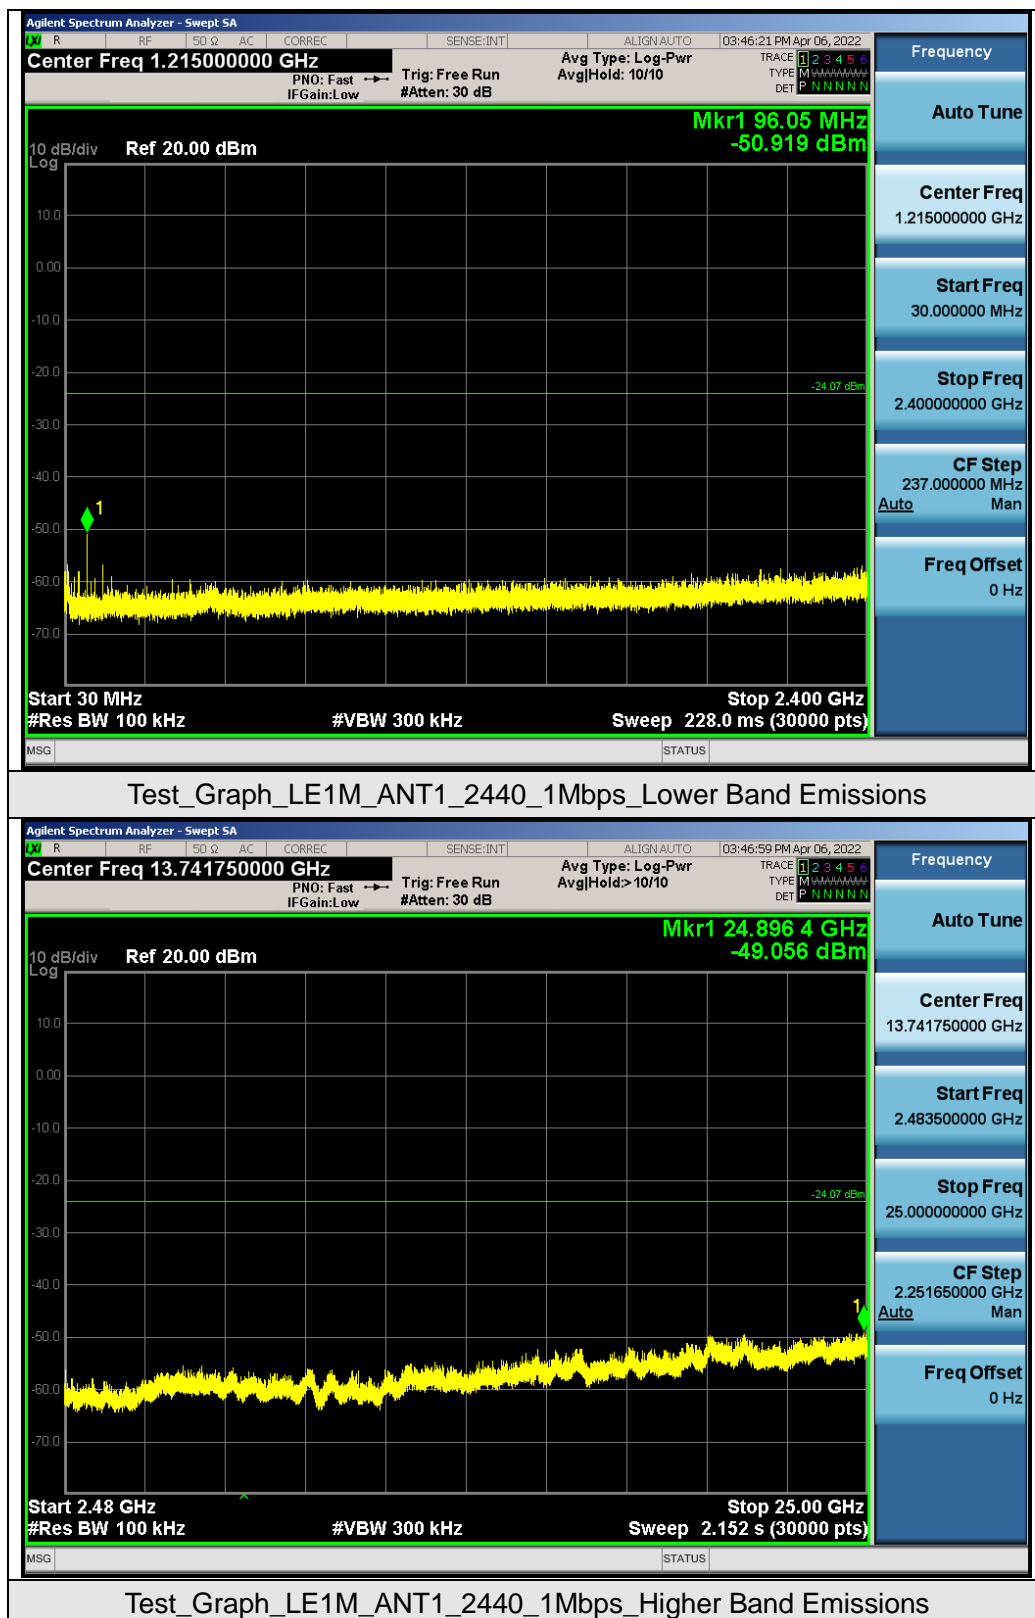 Agilent Spectrum Analyzer - Swept SA
LXI R RF 50 Ω AC CORREC SENSE:INT ALIGN AUTO 03:46:21 PM Apr 06, 2022
Center Freq 1.215000000 GHz
PNO: Fast
IFGain:Low
Trig: Free Run
#Atten: 30 dB
Avg Type: Log-Pwr
Avg|Hold: 10/10
TRACE 1 2 3 4 5 6
TYPE M
DET P N N N N N
Mkr1 96.05 MHz
-50.919 dBm
10 dB/div Ref 20.00 dBm
Log
10.0
0.00
-10.0
-20.0
-24.07 dBm
-30.0
-40.0
1
-50.0
-60.0
-70.0
Start 30 MHz Stop 2.400 GHz
#Res BW 100 kHz #VBW 300 kHz Sweep 228.0 ms (30000 pts)
MSG STATUS
Frequency
Auto Tune
Center Freq
1.215000000 GHz
Start Freq
30.000000 MHz
Stop Freq
2.400000000 GHz
CF Step
237.000000 MHz
Auto Man
Freq Offset
0 Hz
Test_Graph_LE1M_ANT1_2440_1Mbps_Lower Band Emissions
Agilent Spectrum Analyzer - Swept SA
LXI R RF 50 Ω AC CORREC SENSE:INT ALIGN AUTO 03:46:59 PM Apr 06, 2022
Center Freq 13.741750000 GHz
PNO: Fast
IFGain:Low
Trig: Free Run
#Atten: 30 dB
Avg Type: Log-Pwr
Avg|Hold:>10/10
TRACE 1 2 3 4 5 6
TYPE M
DET P N N N N N
Mkr1 24.896 4 GHz
-49.056 dBm
10 dB/div Ref 20.00 dBm
Log
10.0
0.00
-10.0
-20.0
-24.07 dBm
-30.0
-40.0
1
-50.0
-60.0
-70.0
Start 2.48 GHz Stop 25.00 GHz
#Res BW 100 kHz #VBW 300 kHz Sweep 2.152 s (30000 pts)
MSG STATUS
Frequency
Auto Tune
Center Freq
13.741750000 GHz
Start Freq
2.483500000 GHz
Stop Freq
25.000000000 GHz
CF Step
2.251650000 GHz
Auto Man
Freq Offset
0 Hz
Test_Graph_LE1M_ANT1_2440_1Mbps_Higher Band Emissions